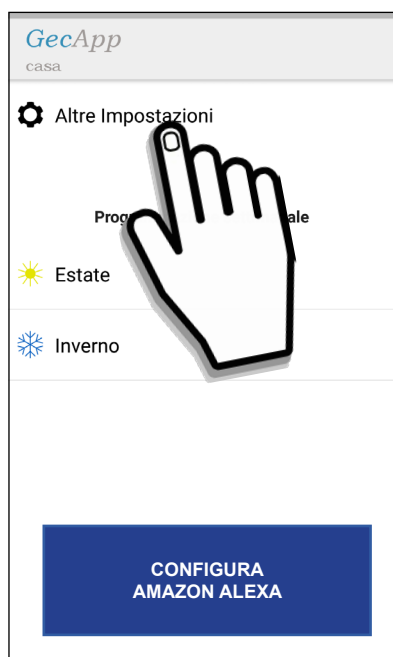 GecApp
casa
Altre Impostazioni
Estate
Inverno
CONFIGURA
AMAZON ALEXA